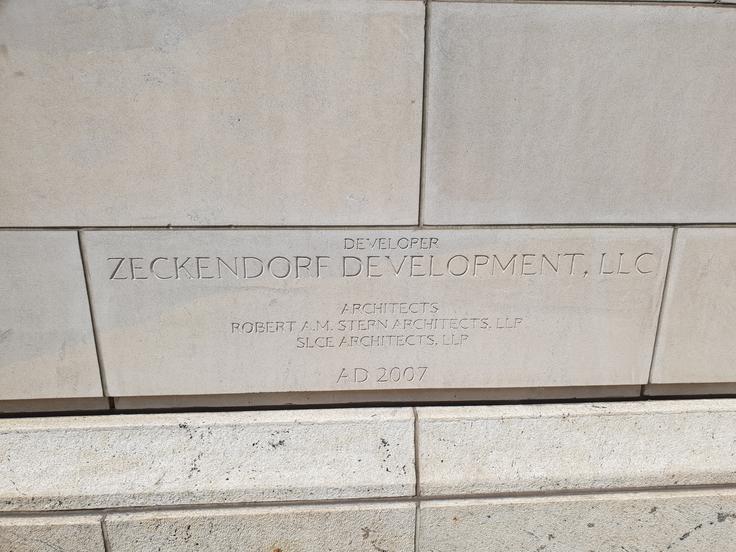 DEVELOPER
ZECKENDORF DEVELOPMENT, LLC
ARCHITECTS
ROBERT A.M. STERN ARCHITECTS, LLP
SLCE ARCHITECTS, LLP
AD 2007